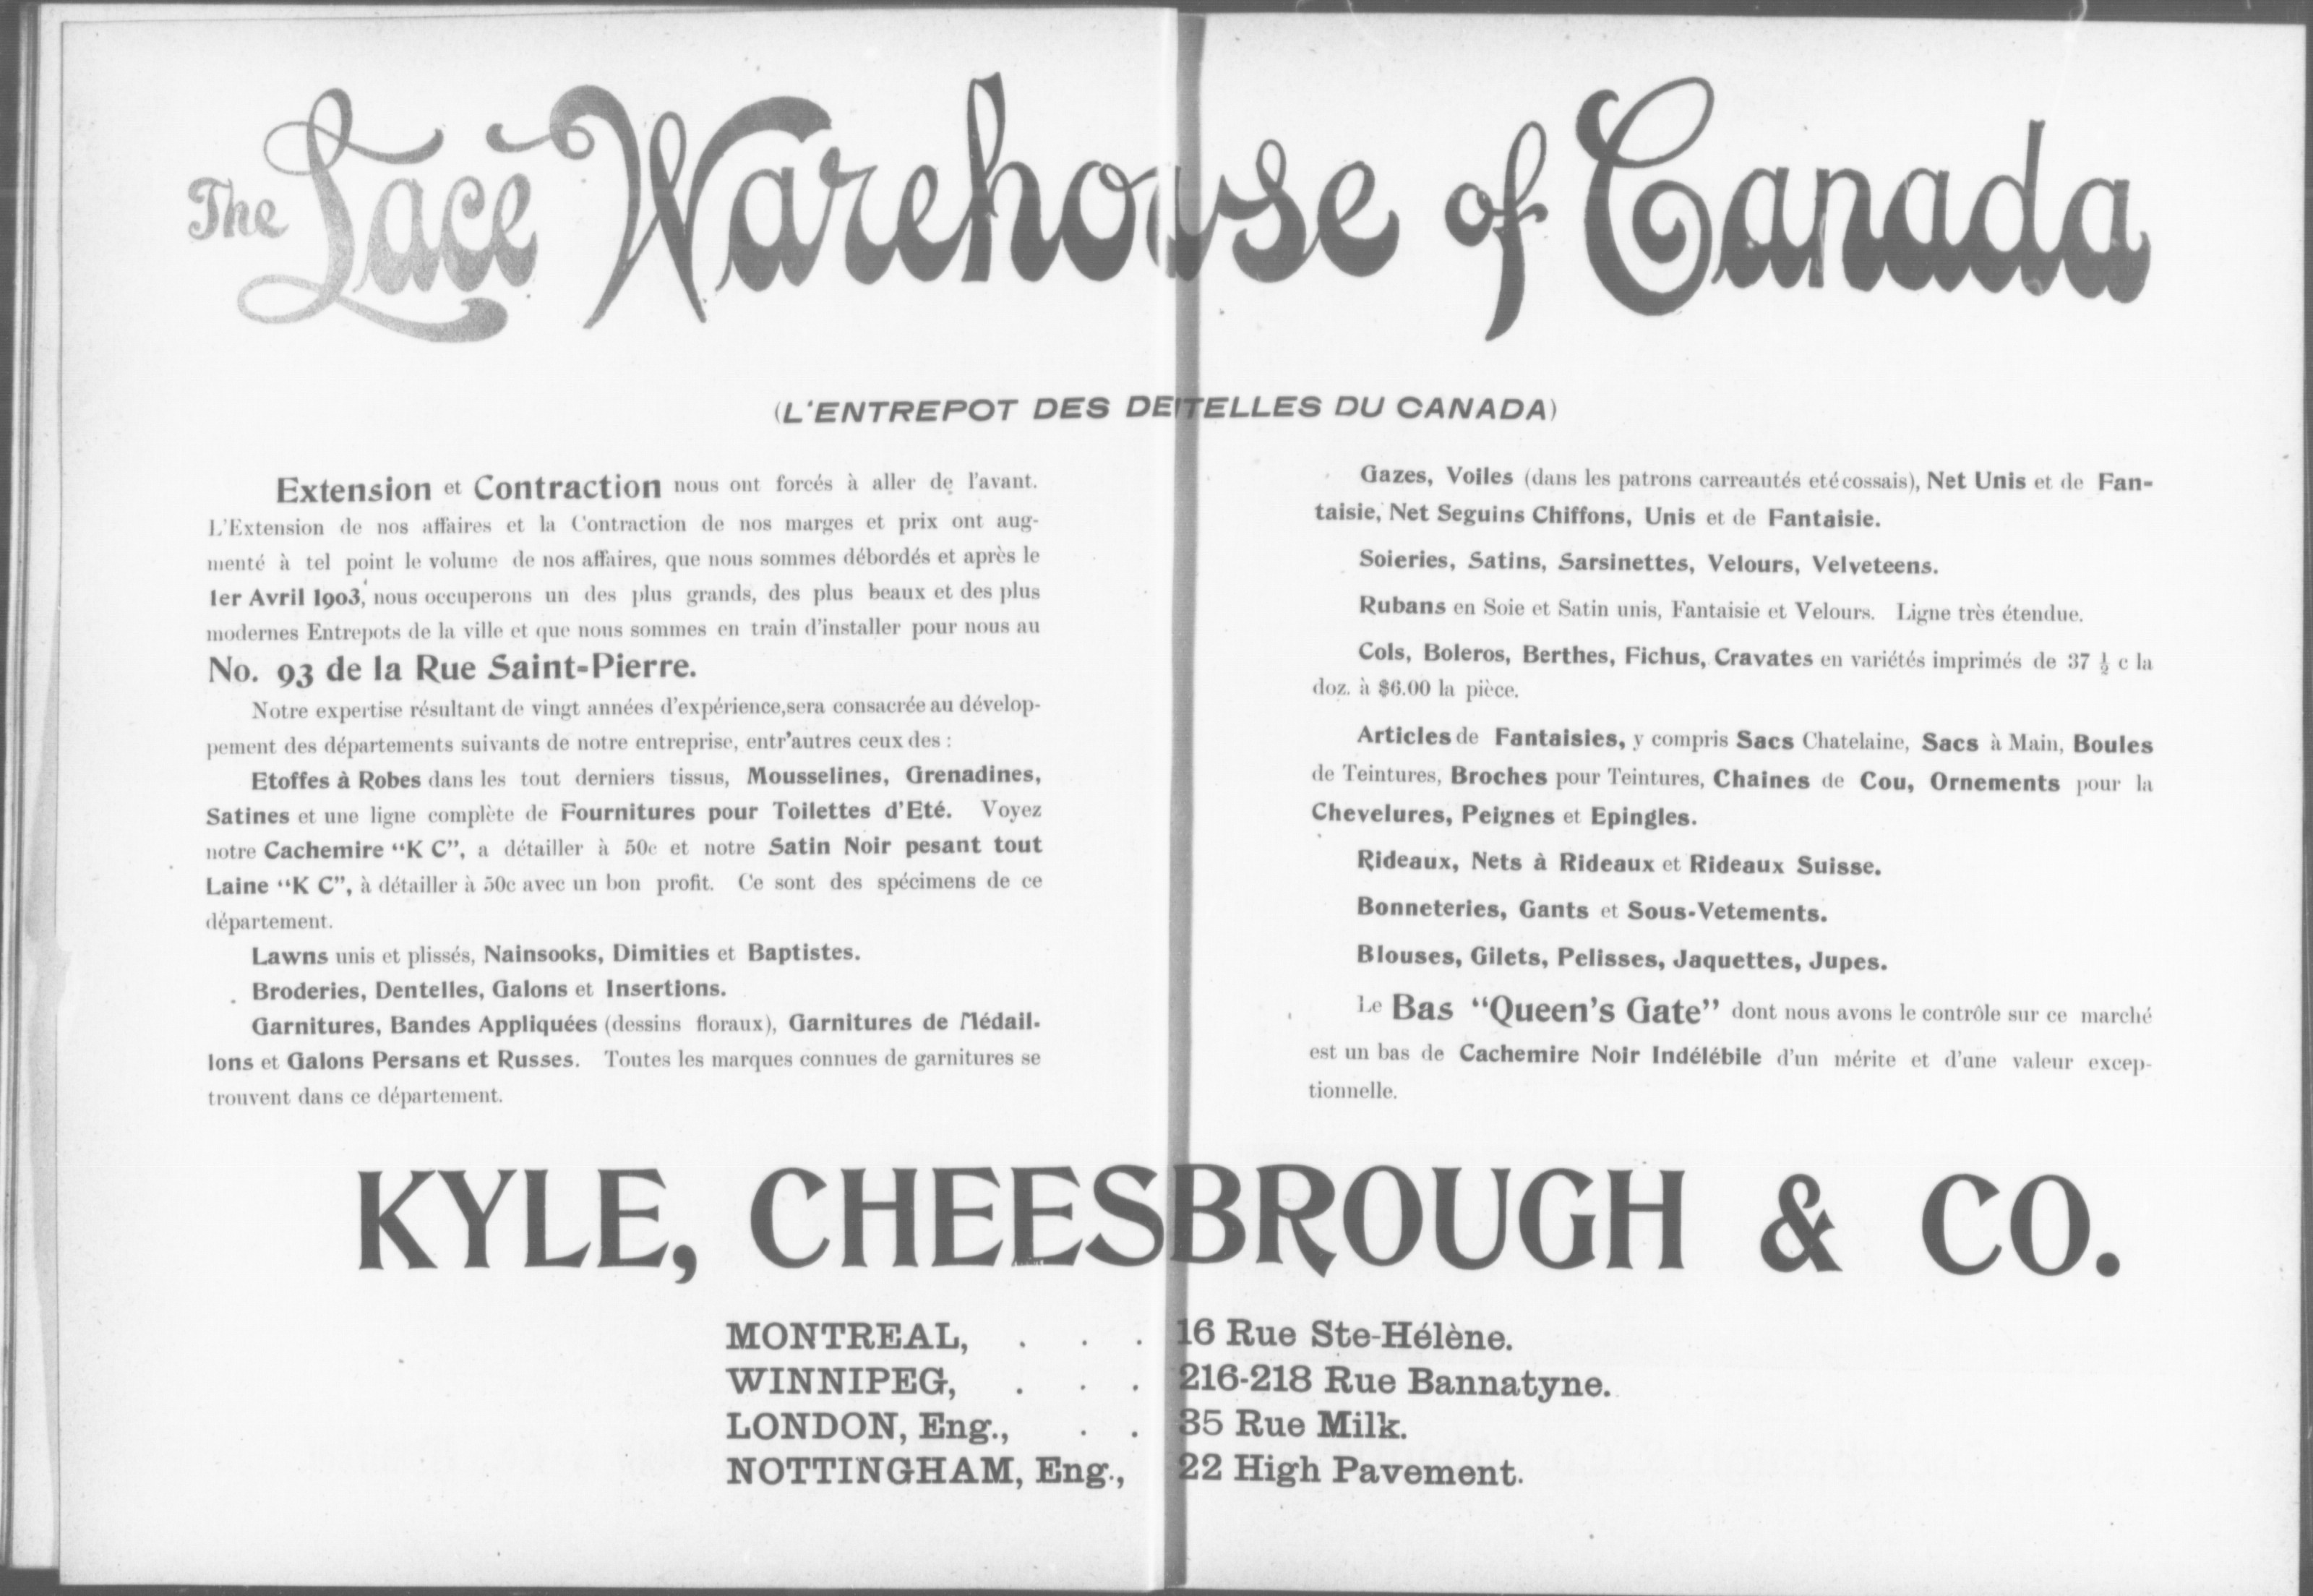 The Lace Warehouse of Canada
(L'ENTREPOT DES DENTELLES DU CANADA)
Extension et Contraction nous ont forcés à aller de l'avant.
L'Extension de nos affaires et la Contraction de nos marges et prix ont aug-
menté à tel point le volume de nos affaires, que nous sommes débordés et après le
1er Avril 1903, nous occuperons un des plus grands, des plus beaux et des plus
modernes Entrepots de la ville et que nous sommes en train d'installer pour nous au
No. 93 de la Rue Saint-Pierre.
Notre expertise résultant de vingt années d'expérience, sera consacrée au dévelop-
pement des départements suivants de notre entreprise, entr'autres ceux des :
Etoffes à Robes dans les tout derniers tissus, Mousselines, Grenadines,
Satines et une ligne complète de Fournitures pour Toilettes d'Eté. Voyez
notre Cachemire "K C", a détailler à 50c et notre Satin Noir pesant tout
Laine "K C", à détailler à 50c avec un bon profit. Ce sont des spécimens de ce
département.
Lawns unis et plissés, Nainsooks, Dimities et Baptistes.
Broderies, Dentelles, Galons et Insertions.
Garnitures, Bandes Appliquées (dessins floraux), Garnitures de Médail-
lons et Galons Persans et Russes. Toutes les marques connues de garnitures se
trouvent dans ce département.
Gazes, Voiles (dans les patrons carreautés et écossais), Net Unis et de Fan-
taisie, Net Seguins Chiffons, Unis et de Fantaisie.
Soieries, Satins, Sarsinettes, Velours, Velveteens.
Rubans en Soie et Satin unis, Fantaisie et Velours. Ligne très étendue.
Cols, Boleros, Berthes, Fichus, Cravates en variétés imprimés de 37 ½ c la
doz. à $6.00 la pièce.
Articles de Fantaisies, y compris Sacs Chatelaine, Sacs à Main, Boules
de Teintures, Broches pour Teintures, Chaines de Cou, Ornements pour la
Chevelures, Peignes et Epingles.
Rideaux, Nets à Rideaux et Rideaux Suisse.
Bonneteries, Gants et Sous-Vetements.
Blouses, Gilets, Pelisses, Jaquettes, Jupes.
Le Bas "Queen's Gate" dont nous avons le contrôle sur ce marché
est un bas de Cachemire Noir Indélébile d'un mérite et d'une valeur excep-
tionnelle.
KYLE, CHEESBROUGH & CO.
MONTREAL, . . . 16 Rue Ste-Hélène.
WINNIPEG, . . . 216-218 Rue Bannatyne.
LONDON, Eng., . . 35 Rue Milk.
NOTTINGHAM, Eng., 22 High Pavement.